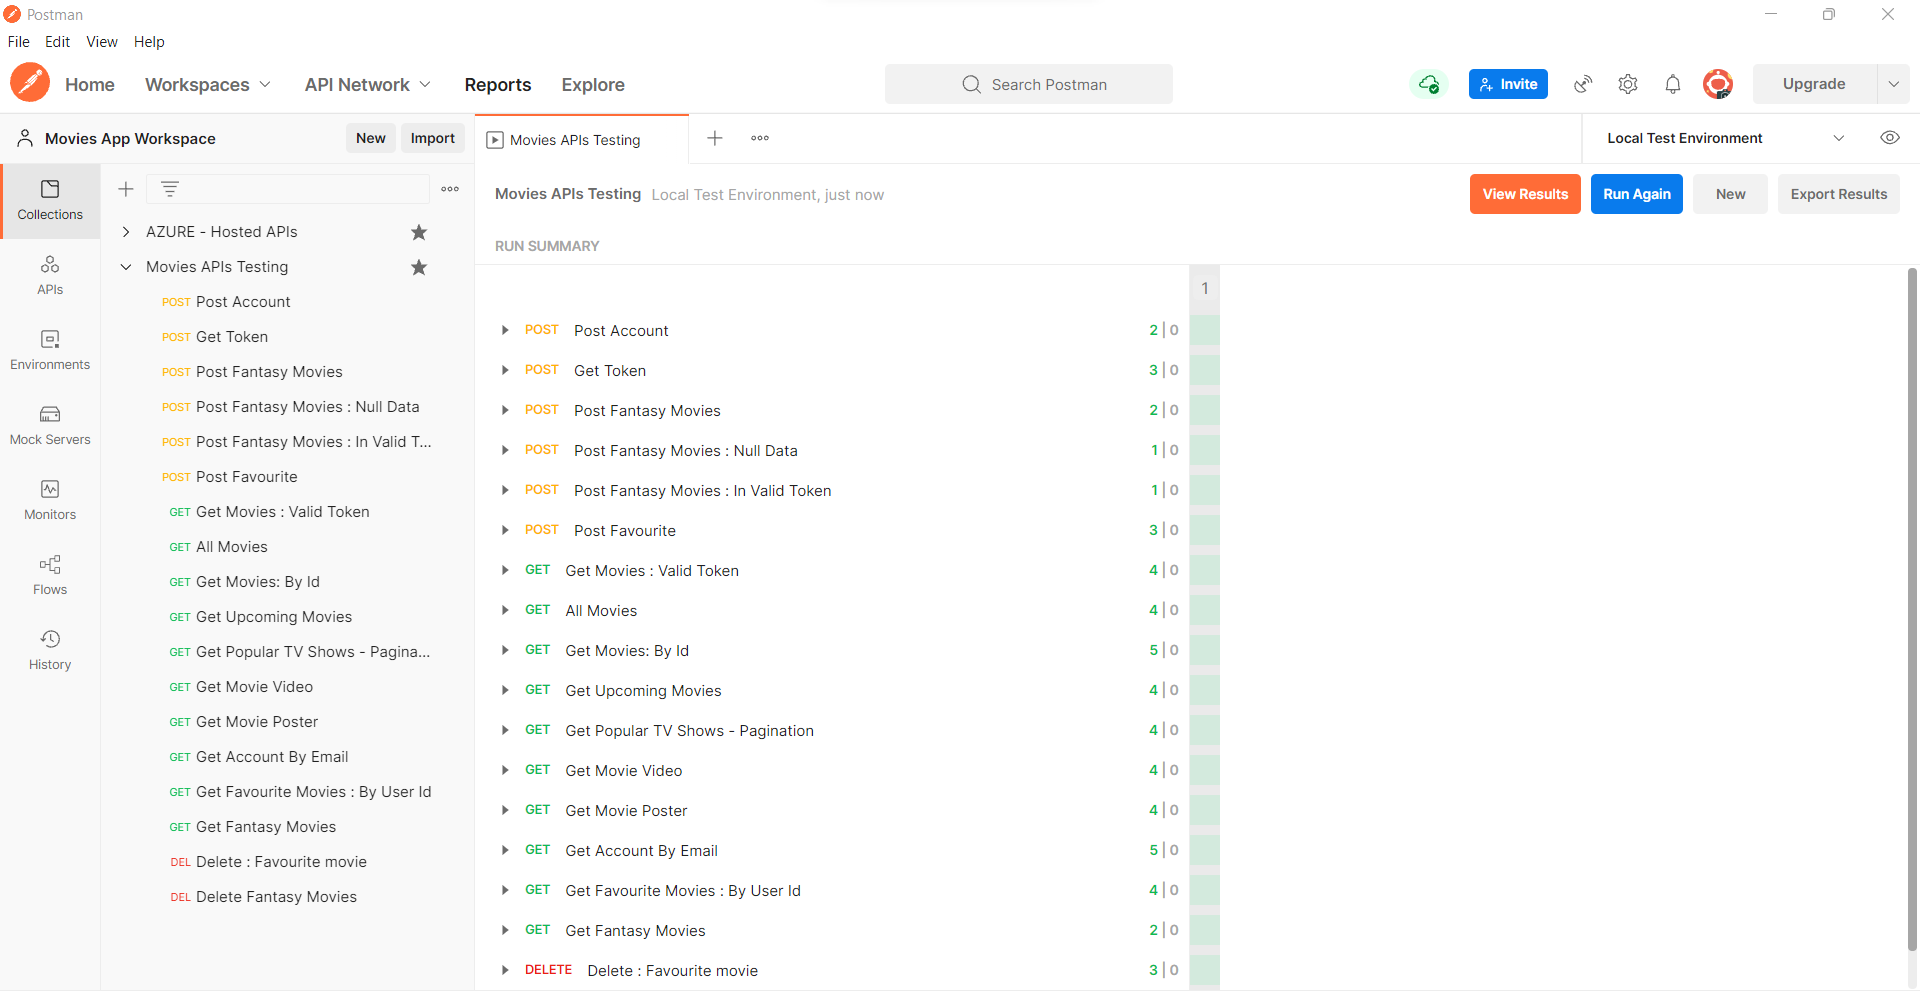 Postman
File Edit View Help
Home Workspaces API Network Reports Explore Search Postman Invite Upgrade
Movies App Workspace New Import Movies APIs Testing Local Test Environment
Collections
APIs
Environments
Mock Servers
Monitors
Flows
History
AZURE - Hosted APIs
Movies APIs Testing
POST Post Account
POST Get Token
POST Post Fantasy Movies
POST Post Fantasy Movies : Null Data
POST Post Fantasy Movies : In Valid T...
POST Post Favourite
GET Get Movies : Valid Token
GET All Movies
GET Get Movies: By Id
GET Get Upcoming Movies
GET Get Popular TV Shows - Pagina...
GET Get Movie Video
GET Get Movie Poster
GET Get Account By Email
GET Get Favourite Movies : By User Id
GET Get Fantasy Movies
DEL Delete : Favourite movie
DEL Delete Fantasy Movies
Movies APIs Testing Local Test Environment, just now View Results Run Again New Export Results
RUN SUMMARY
1
POST Post Account 2 | 0
POST Get Token 3 | 0
POST Post Fantasy Movies 2 | 0
POST Post Fantasy Movies : Null Data 1 | 0
POST Post Fantasy Movies : In Valid Token 1 | 0
POST Post Favourite 3 | 0
GET Get Movies : Valid Token 4 | 0
GET All Movies 4 | 0
GET Get Movies: By Id 5 | 0
GET Get Upcoming Movies 4 | 0
GET Get Popular TV Shows - Pagination 4 | 0
GET Get Movie Video 4 | 0
GET Get Movie Poster 4 | 0
GET Get Account By Email 5 | 0
GET Get Favourite Movies : By User Id 4 | 0
GET Get Fantasy Movies 2 | 0
DELETE Delete : Favourite movie 3 | 0